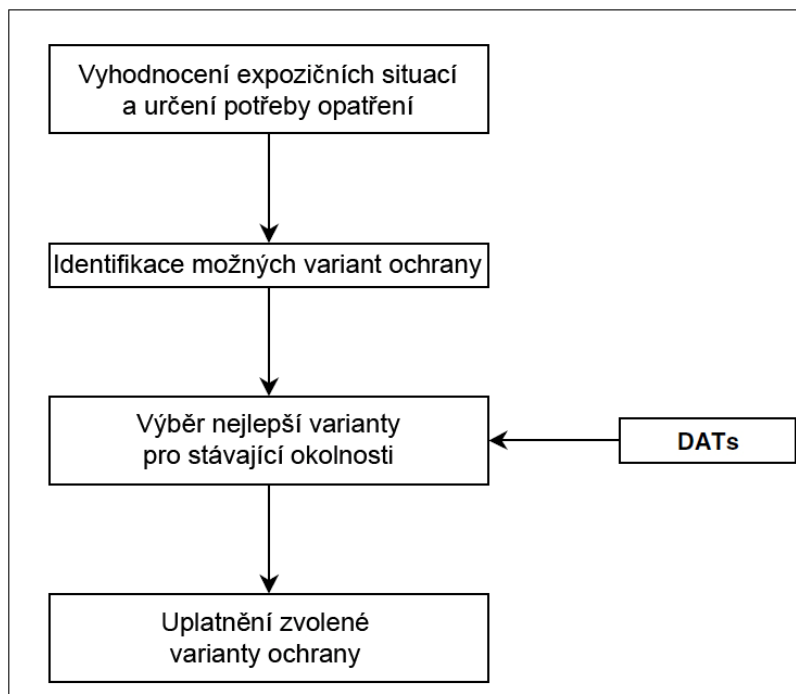 Vyhodnocení expozičních situací
a určení potřeby opatření
Identifikace možných variant ochrany
Výběr nejlepší varianty
pro stávající okolnosti
DATs
Uplatnění zvolené
varianty ochrany